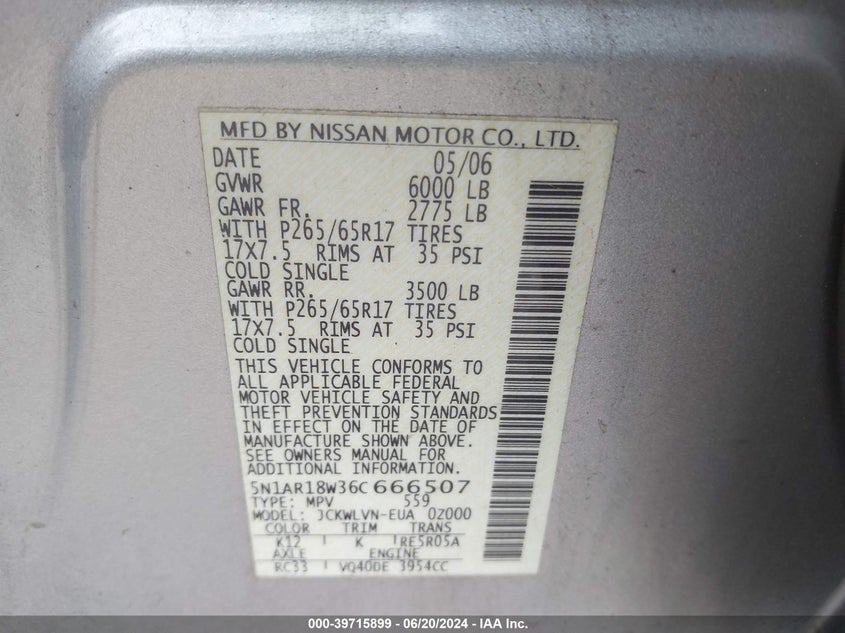 MFD BY NISSAN MOTOR CO., LTD.
DATE 05/06
GVWR 6000 LB
GAWR FR. 2775 LB
WITH P265/65R17 TIRES
17X7.5 RIMS AT 35 PSI
COLD SINGLE
GAWR RR. 3500 LB
WITH P265/65R17 TIRES
17X7.5 RIMS AT 35 PSI
COLD SINGLE
THIS VEHICLE CONFORMS TO
ALL APPLICABLE FEDERAL
MOTOR VEHICLE SAFETY AND
THEFT PREVENTION STANDARDS
IN EFFECT ON THE DATE OF
MANUFACTURE SHOWN ABOVE.
SEE OWNERS MANUAL FOR
ADDITIONAL INFORMATION.
5N1AR18W36C666507
TYPE: MPV 559
MODEL: JCKWLVN-EUA 0Z000
COLOR TRIM TRANS
K12 K RE5R05A
AXLE ENGINE
RC33 VQ40DE 3954CC
000-39715899 - 06/20/2024 - IAA Inc.